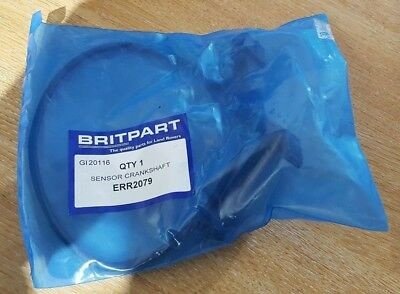 BRITPART
The quality parts for Land Rovers
GI20116 QTY 1
SENSOR CRANKSHAFT
ERR2079